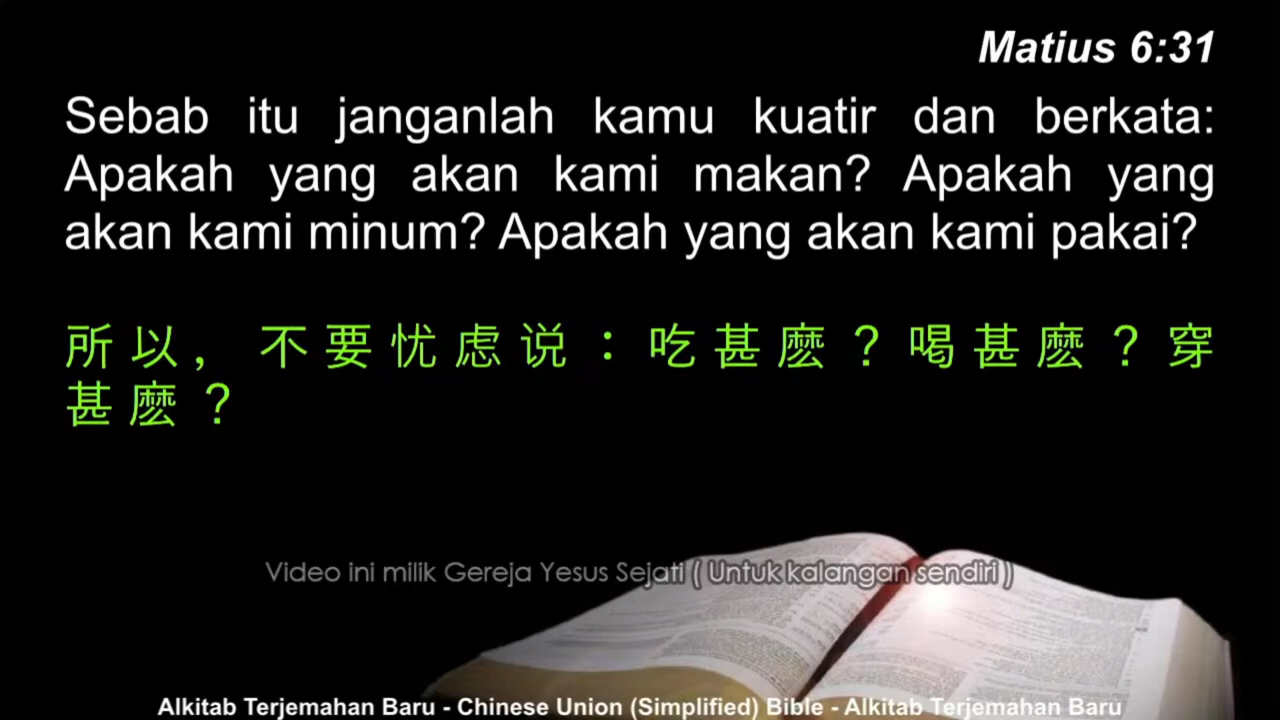 Matius 6:31
Sebab itu janganlah kamu kuatir dan berkata:
Apakah yang akan kami makan? Apakah yang
akan kami minum? Apakah yang akan kami pakai?
所以，不要忧虑说：吃甚麽？喝甚麽？穿
甚麽？
Video ini milik Gereja Yesus Sejati ( Untuk kalangan sendiri )
Alkitab Terjemahan Baru - Chinese Union (Simplified) Bible - Alkitab Terjemahan Baru